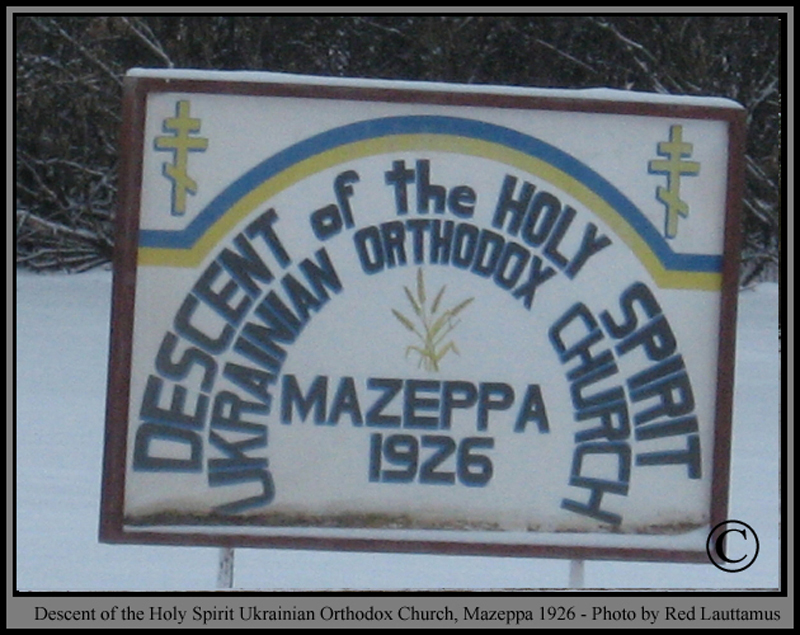 DESCENT of the HOLY SPIRIT
UKRAINIAN ORTHODOX CHURCH
MAZEPPA
1926
©
Descent of the Holy Spirit Ukrainian Orthodox Church, Mazeppa 1926 - Photo by Red Lauttamus